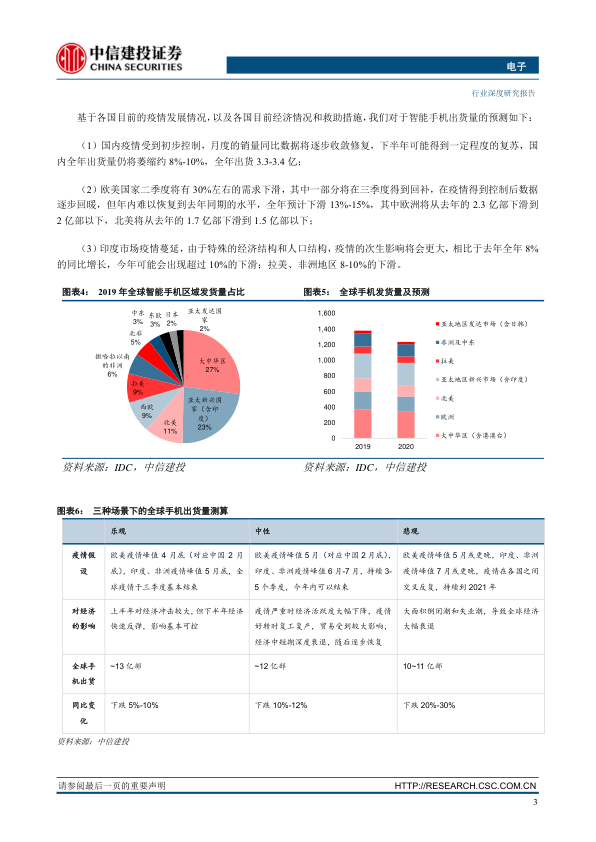 中信建投证券
CHINA SECURITIES
电子
行业深度研究报告
基于各国目前的疫情发展情况，以及各国目前经济情况和救助措施，我们对于智能手机出货量的预测如下：
（1）国内疫情受到初步控制，月度的销量同比数据将逐步收敛修复，下半年可能得到一定程度的复苏，国
内全年出货量仍将萎缩约 8%-10%，全年出货 3.3-3.4 亿；
（2）欧美国家二季度将有 30%左右的需求下滑，其中一部分将在三季度得到回补，在疫情得到控制后数据
逐步回暖，但年内难以恢复到去年同期的水平，全年预计下滑 13%-15%，其中欧洲将从去年的 2.3 亿部下滑到
2 亿部以下，北美将从去年的 1.7 亿部下滑到 1.5 亿部以下；
（3）印度市场疫情蔓延，由于特殊的经济结构和人口结构，疫情的次生影响将会更大，相比于去年全年 8%
的同比增长，今年可能会出现超过 10%的下滑；拉美、非洲地区 8-10%的下滑。
图表4： 2019 年全球智能手机区域发货量占比
大中华区
27%
亚太新兴国
家（含印
度）
23%
北美
11%
西欧
9%
拉美
9%
撒哈拉以南
的非洲
6%
北非
5%
中东
3%
东欧
3%
日本
2%
亚太发达国
家
2%
资料来源：IDC，中信建投
图表5： 全球手机发货量及预测
1,600
1,400
1,200
1,000
800
600
400
200
0
2019
2020
亚太地区发达市场（含日韩）
非洲及中东
拉美
亚太地区新兴市场（含印度）
北美
欧洲
大中华区（含港澳台）
资料来源：IDC，中信建投
图表6： 三种场景下的全球手机出货量测算
乐观
中性
悲观
疫情假
设
欧美疫情峰值 4 月底（对应中国 2 月
底）、印度、非洲疫情峰值 5 月底，全
球疫情于三季度基本结束
欧美疫情峰值 5 月（对应中国 2 月底），
印度、非洲疫情峰值 6 月-7 月，持续 3-
5 个季度，今年内可以结束
欧美疫情峰值 5 月或更晚，印度、非洲
疫情峰值 7 月或更晚，疫情在各国之间
交叉反复，持续到 2021 年
对经济
的影响
上半年对经济冲击较大，但下半年经济
快速反弹，影响基本可控
疫情严重时经济活跃度大幅下降，疫情
好转时复工复产，贸易受到较大影响，
经济中短期深度衰退，随后逐步恢复
大面积倒闭潮和失业潮，导致全球经济
大幅衰退
全球手
机出货
~13 亿部
~12 亿部
10~11 亿部
同比变
化
下跌 5%-10%
下跌 10%-12%
下跌 20%-30%
资料来源：中信建投
请参阅最后一页的重要声明
HTTP://RESEARCH.CSC.COM.CN
3